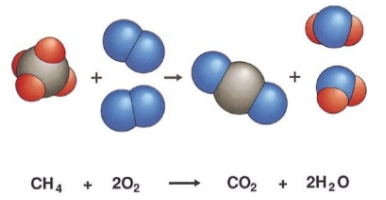 + → +
CH₄ + 2O₂ → CO₂ + 2H₂O